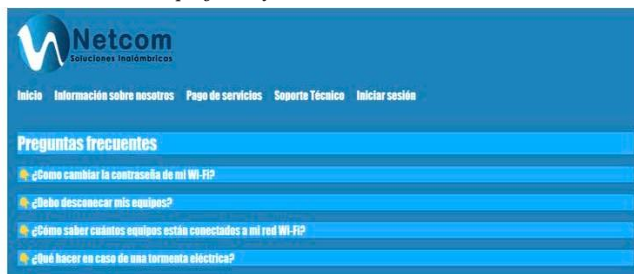 Netcom
Soluciones Inalámbricas
Inicio Información sobre nosotros Pago de servicios Soporte Técnico Iniciar sesión
Preguntas frecuentes
👇 ¿Como cambiar la contraseña de mi WI-FI?
👇 ¿Debo desconecar mis equipos?
👇 ¿Cómo saber cuántos equipos están conectados a mi red WI-FI?
👇 ¿Qué hacer en caso de una tormenta eléctrica?